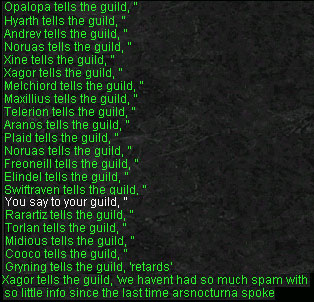 Opalopa tells the guild, ''
Hyarth tells the guild, ''
Andrev tells the guild, ''
Noruas tells the guild, ''
Xine tells the guild, ''
Xagor tells the guild, ''
Melchiord tells the guild, ''
Maxillius tells the guild, ''
Telerion tells the guild, ''
Aranos tells the guild, ''
Plaid tells the guild, ''
Noruas tells the guild, ''
Freoneill tells the guild, ''
Elindel tells the guild, ''
Swiftraven tells the guild, ''
You say to your guild, ''
Rarartiz tells the guild, ''
Torlan tells the guild, ''
Midious tells the guild, ''
Cooco tells the guild, ''
Gryning tells the guild, 'retards'
Xagor tells the guild, 'we havent had so much spam with
so little info since the last time arsnocturna spoke